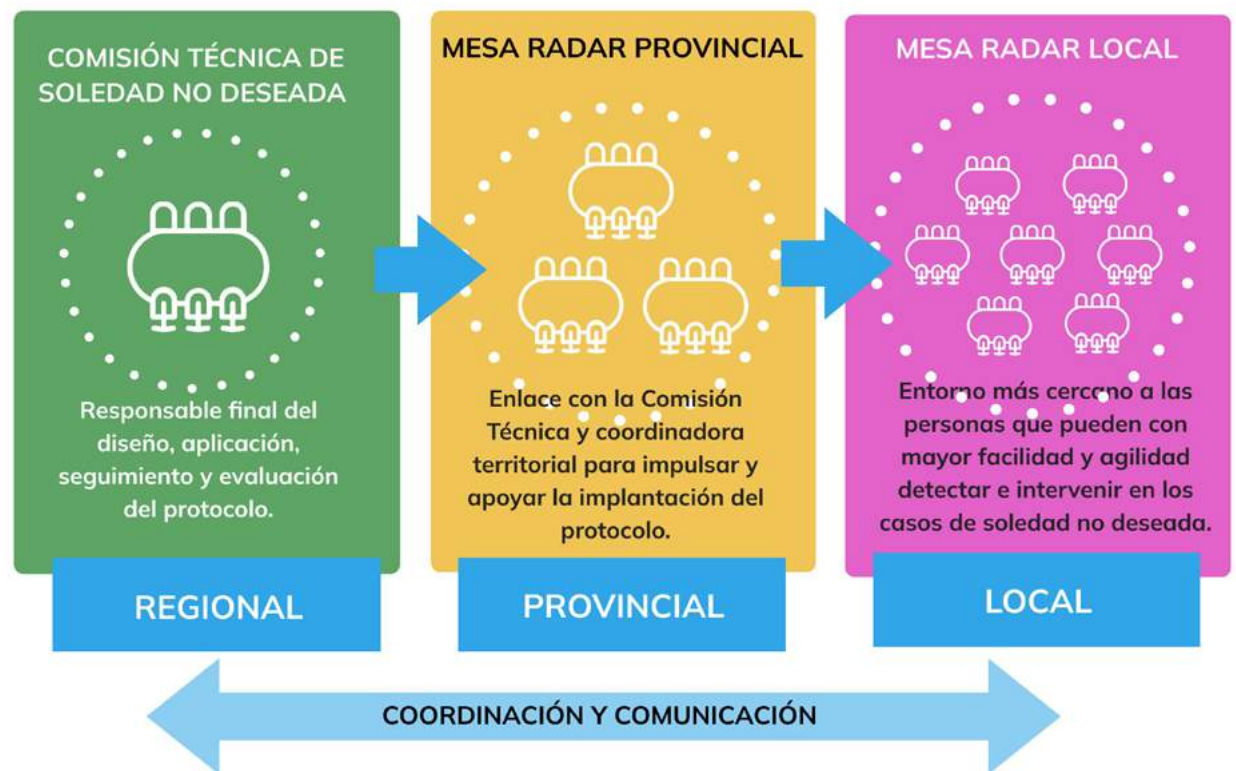 COMISIÓN TÉCNICA DE
SOLEDAD NO DESEADA
Responsable final del
diseño, aplicación,
seguimiento y evaluación
del protocolo.
REGIONAL
MESA RADAR PROVINCIAL
Enlace con la Comisión
Técnica y coordinadora
territorial para impulsar y
apoyar la implantación del
protocolo.
PROVINCIAL
MESA RADAR LOCAL
Entorno más cercano a las
personas que pueden con
mayor facilidad y agilidad
detectar e intervenir en los
casos de soledad no deseada.
LOCAL
COORDINACIÓN Y COMUNICACIÓN